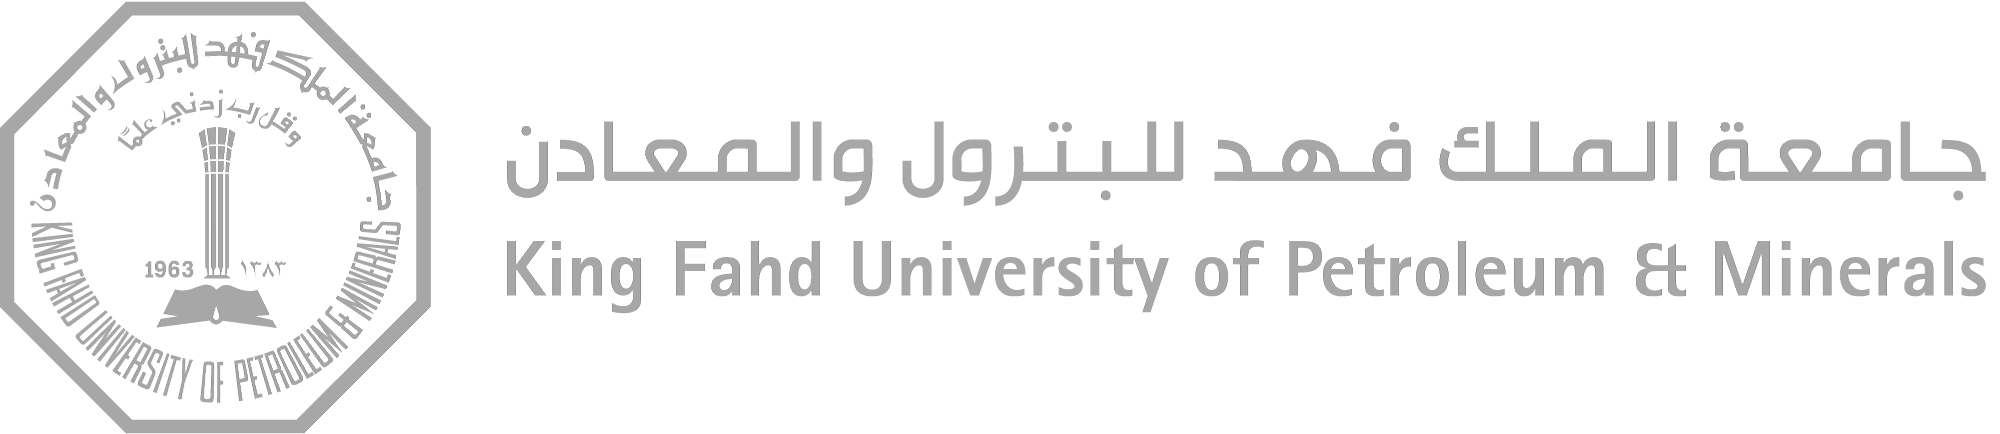 جامعة الملك فهد للبترول والمعادن
وقل رب زدني علمًا
1963 ١٣٨٣
KING FAHD UNIVERSITY OF PETROLEUM & MINERALS
جامعة الملك فهد للبترول والمعادن
King Fahd University of Petroleum & Minerals